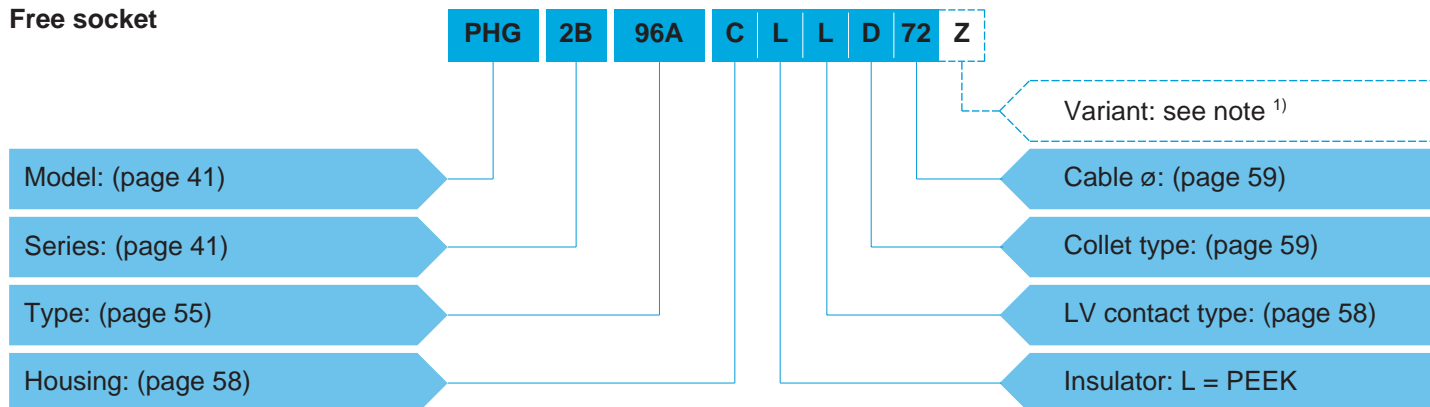 Free socket
PHG 2B 96A C L L D 72 Z
Variant: see note 1)
Model: (page 41)
Cable ø: (page 59)
Series: (page 41)
Collet type: (page 59)
Type: (page 55)
LV contact type: (page 58)
Housing: (page 58)
Insulator: L = PEEK